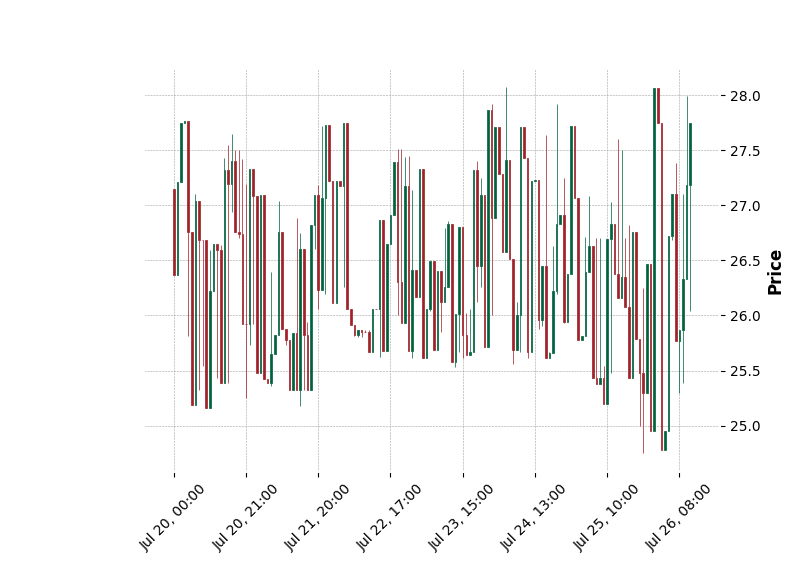 28.0
27.5
27.0
26.5
26.0
25.5
25.0
Price
Jul 20, 00:00
Jul 20, 21:00
Jul 21, 20:00
Jul 22, 17:00
Jul 23, 15:00
Jul 24, 13:00
Jul 25, 10:00
Jul 26, 08:00